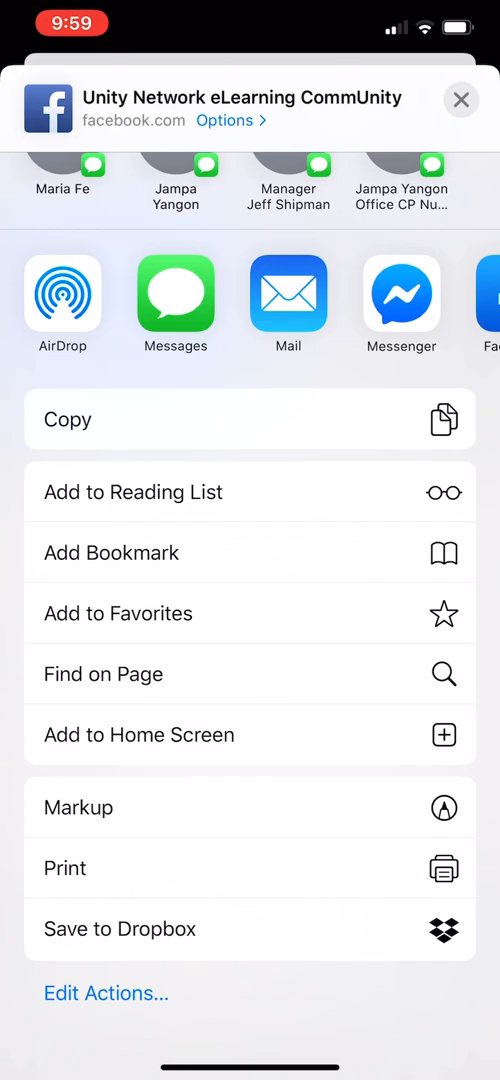 9:59
Unity Network eLearning CommUnity
facebook.com Options >
Maria Fe
Jampa
Yangon
Manager
Jeff Shipman
Jampa Yangon
Office CP Nu...
AirDrop
Messages
Mail
Messenger
Fac
Copy
Add to Reading List
Add Bookmark
Add to Favorites
Find on Page
Add to Home Screen
Markup
Print
Save to Dropbox
Edit Actions...